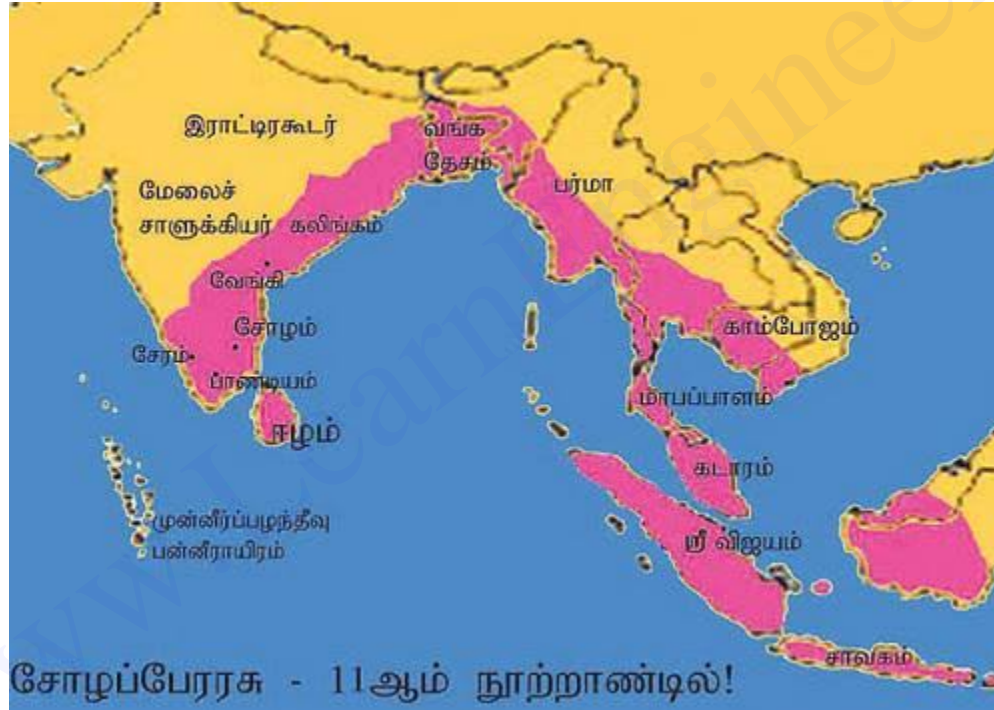 இராட்டிரகூடர்
வங்க
தேசம்
மேலைச்
சாளுக்கியர்
கலிங்கம்
பர்மா
வேங்கி
சோழம்
சேரம்
பாண்டியம்
ஈழம்
காம்போஜம்
மாபப்பாளம்
கடாரம்
முன்னீர்ப்பழந்தீவு
பன்னீராயிரம்
ஸ்ரீ விஜயம்
சாவகம்
சோழப்பேரரசு - 11ஆம் நூற்றாண்டில்!